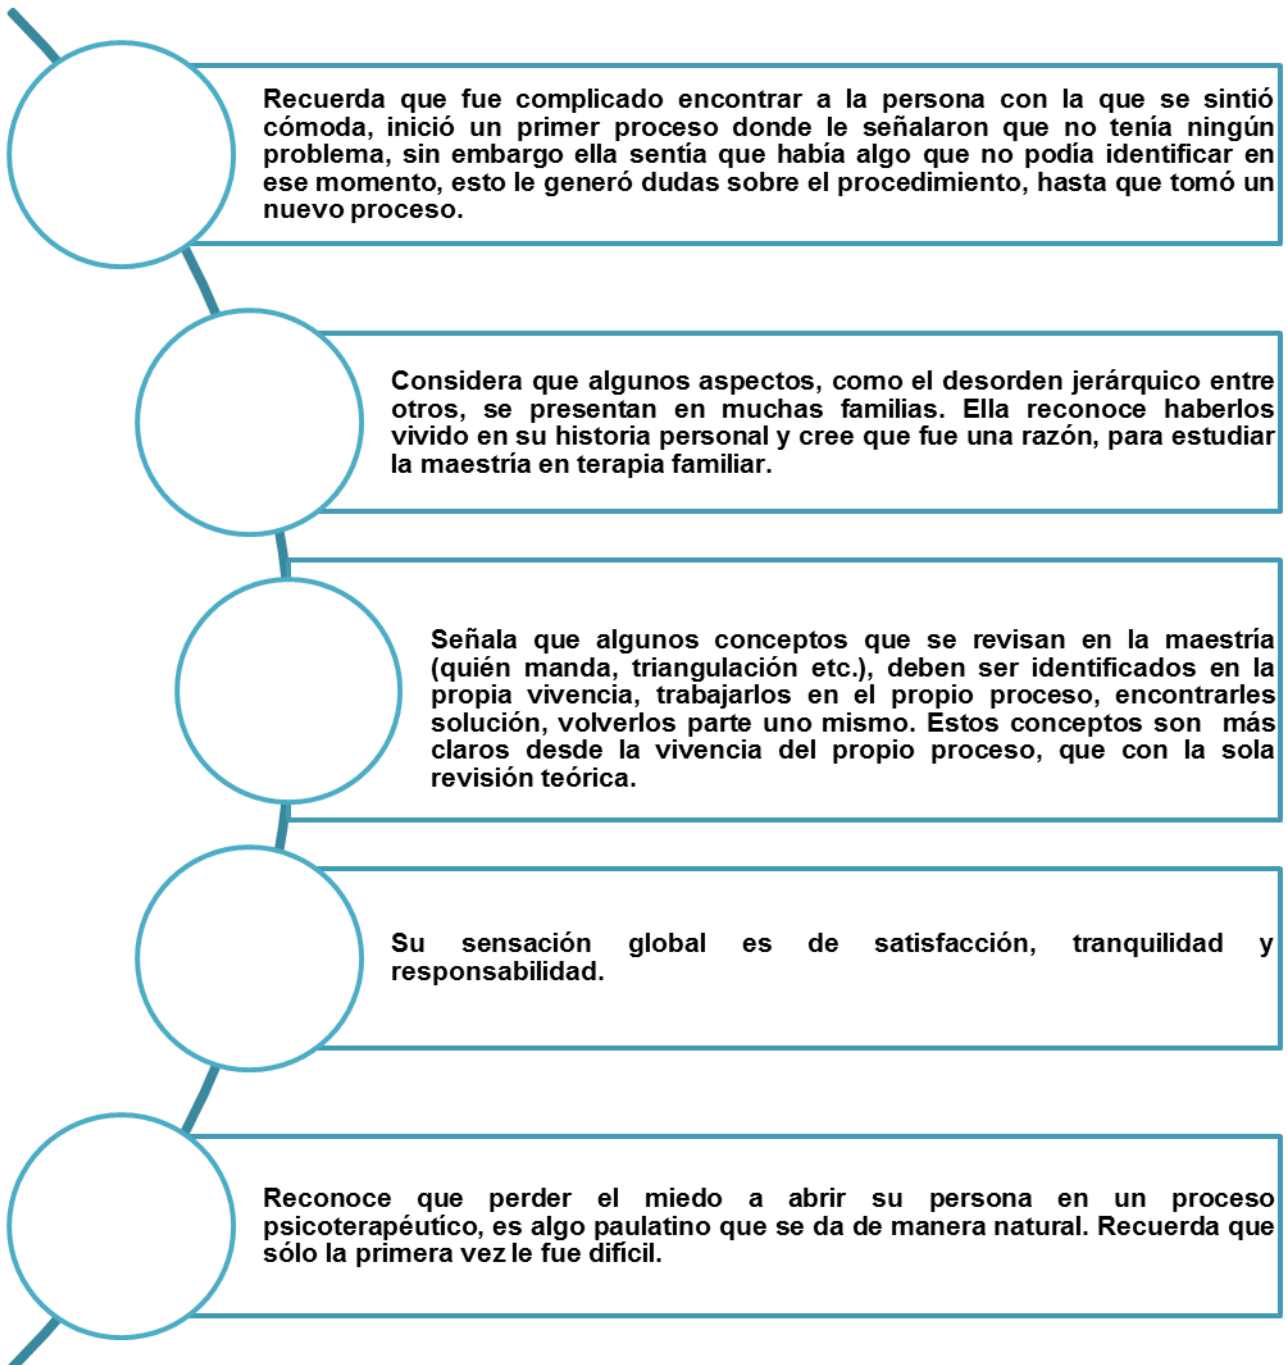 Recuerda que fue complicado encontrar a la persona con la que se sintió
cómoda, inició un primer proceso donde le señalaron que no tenía ningún
problema, sin embargo ella sentía que había algo que no podía identificar en
ese momento, esto le generó dudas sobre el procedimiento, hasta que tomó un
nuevo proceso.
Considera que algunos aspectos, como el desorden jerárquico entre
otros, se presentan en muchas familias. Ella reconoce haberlos
vivido en su historia personal y cree que fue una razón, para estudiar
la maestría en terapia familiar.
Señala que algunos conceptos que se revisan en la maestría
(quién manda, triangulación etc.), deben ser identificados en la
propia vivencia, trabajarlos en el propio proceso, encontrarles
solución, volverlos parte uno mismo. Estos conceptos son más
claros desde la vivencia del propio proceso, que con la sola
revisión teórica.
Su sensación global es de satisfacción, tranquilidad y
responsabilidad.
Reconoce que perder el miedo a abrir su persona en un proceso
psicoterapéutico, es algo paulatino que se da de manera natural. Recuerda que
sólo la primera vez le fue difícil.